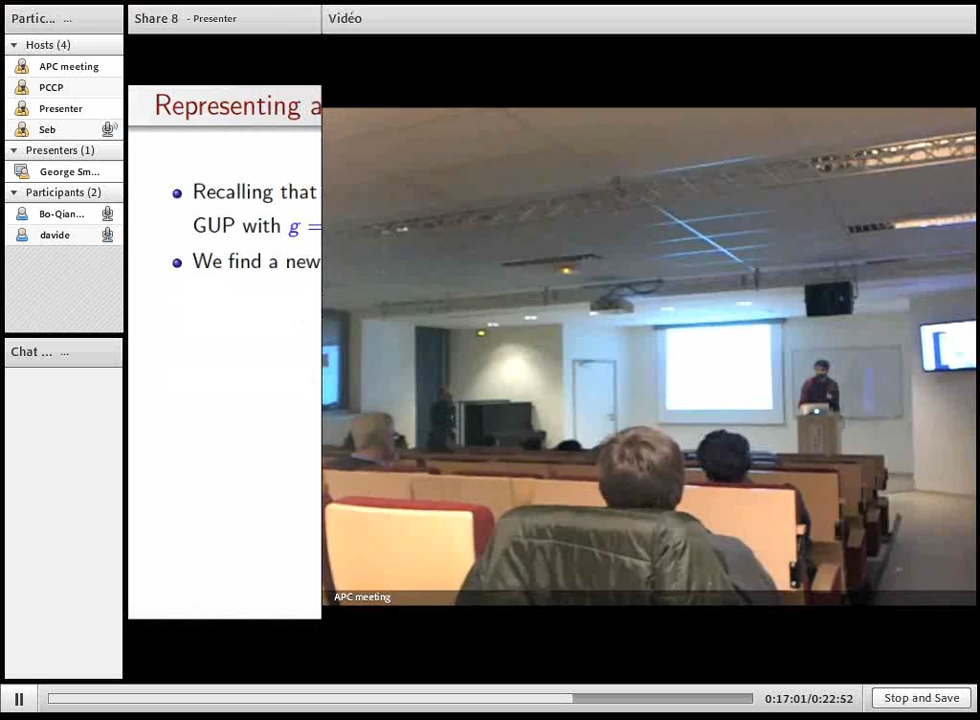 Partic... ...
Hosts (4)
APC meeting
PCCP
Presenter
Seb
Presenters (1)
George Sm...
Participants (2)
Bo-Qian...
davide
Chat ... ...
Share 8 - Presenter
Representing a
Recalling that
GUP with g =
We find a new
Vidéo
APC meeting
0:17:01/0:22:52
Stop and Save